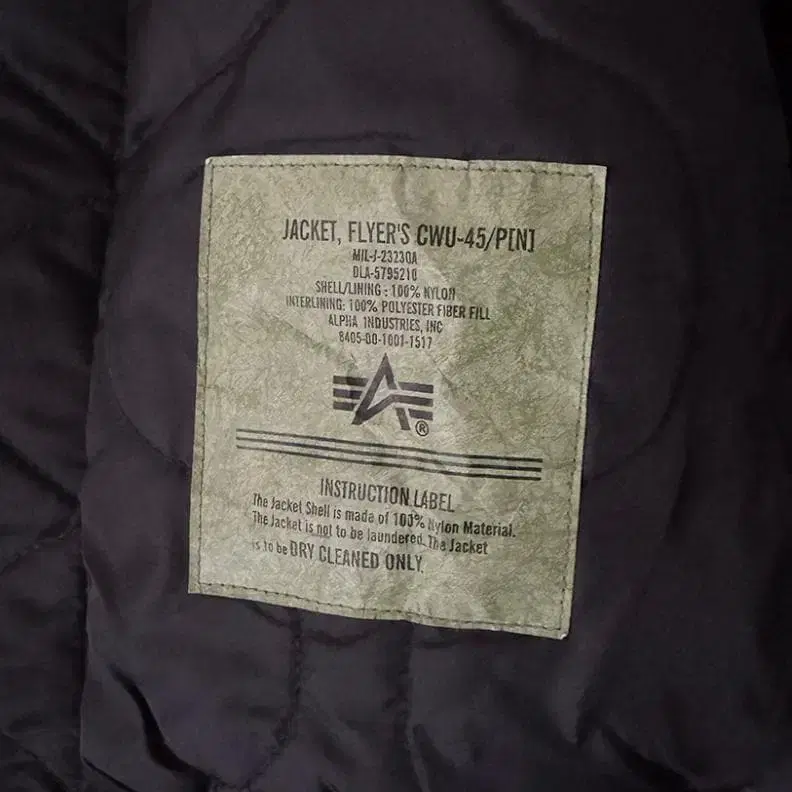 JACKET, FLYER'S CWU-45/P[N]
MIL-J-23230A
DLA-5795210
SHELL/LINING : 100% NYLON
INTERLINING: 100% POLYESTER FIBER FILL
ALPHA INDUSTRIES, INC
8405-00-1001-1517
®
INSTRUCTION LABEL
The Jacket Shell is made of 100% Nylon Material.
The Jacket is not to be laundered. The Jacket
is to be DRY CLEANED ONLY.